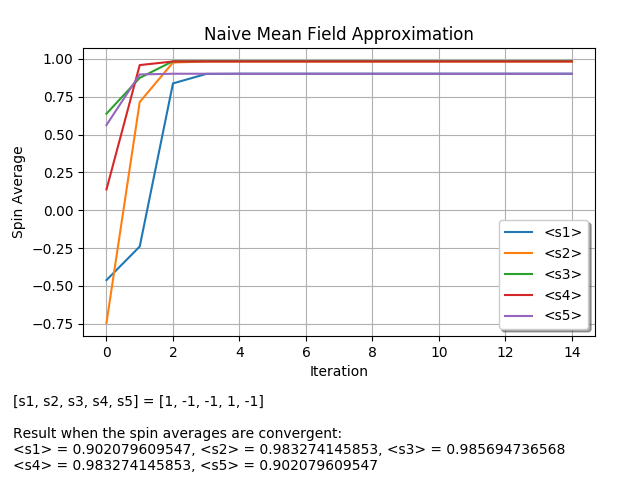 Naive Mean Field Approximation
1.00
0.75
0.50
0.25
0.00
−0.25
−0.50
−0.75
Spin Average
<s1>
<s2>
<s3>
<s4>
<s5>
0 2 4 6 8 10 12 14
Iteration
[s1, s2, s3, s4, s5] = [1, -1, -1, 1, -1]
Result when the spin averages are convergent:
<s1> = 0.902079609547, <s2> = 0.983274145853, <s3> = 0.985694736568
<s4> = 0.983274145853, <s5> = 0.902079609547